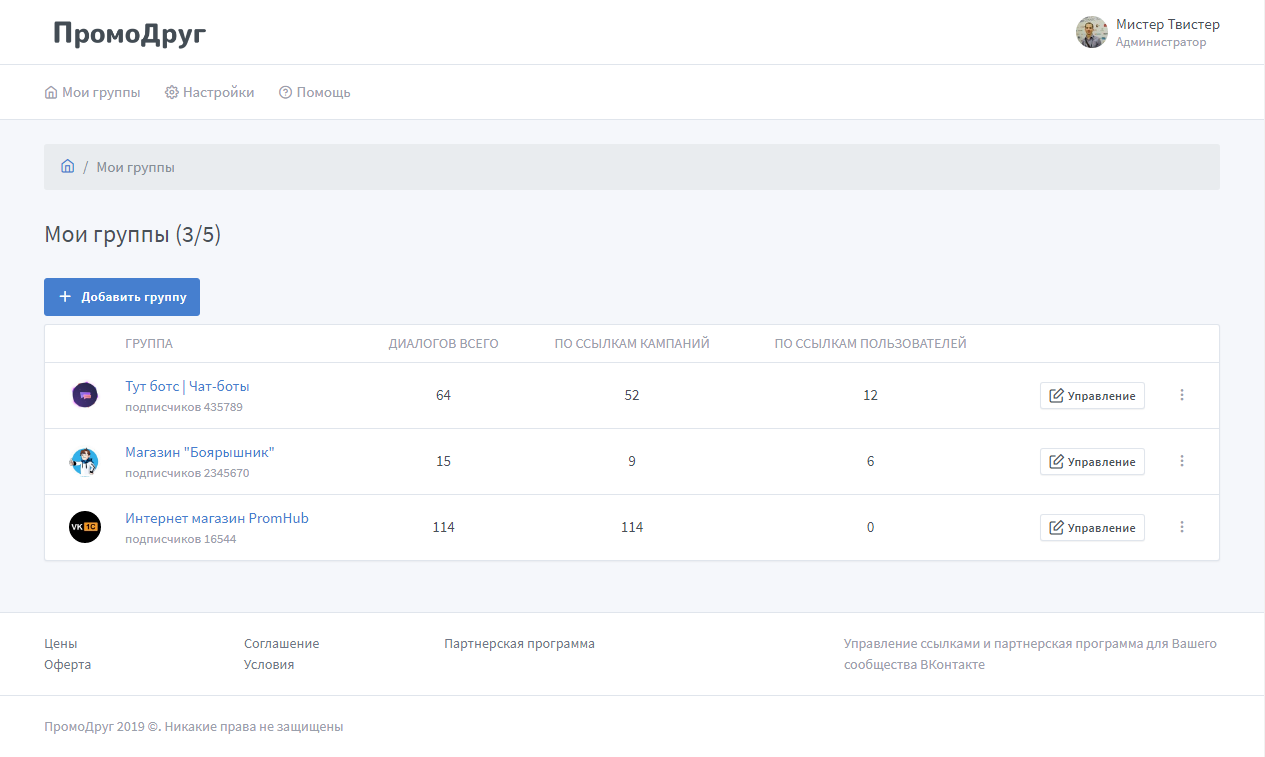 ПромоДруг
Мистер Твистер
Администратор
Мои группы Настройки Помощь
/ Мои группы
Мои группы (3/5)
+ Добавить группу
ГРУППА ДИАЛОГОВ ВСЕГО ПО ССЫЛКАМ КАМПАНИЙ ПО ССЫЛКАМ ПОЛЬЗОВАТЕЛЕЙ
Тут ботс | Чат-боты 64 52 12 Управление
подписчиков 435789
Магазин "Боярышник" 15 9 6 Управление
подписчиков 2345670
VK 1C Интернет магазин PromHub 114 114 0 Управление
подписчиков 16544
Цены Соглашение Партнерская программа Управление ссылками и партнерская программа для Вашего
Оферта Условия сообщества ВКонтакте
ПромоДруг 2019 ©. Никакие права не защищены